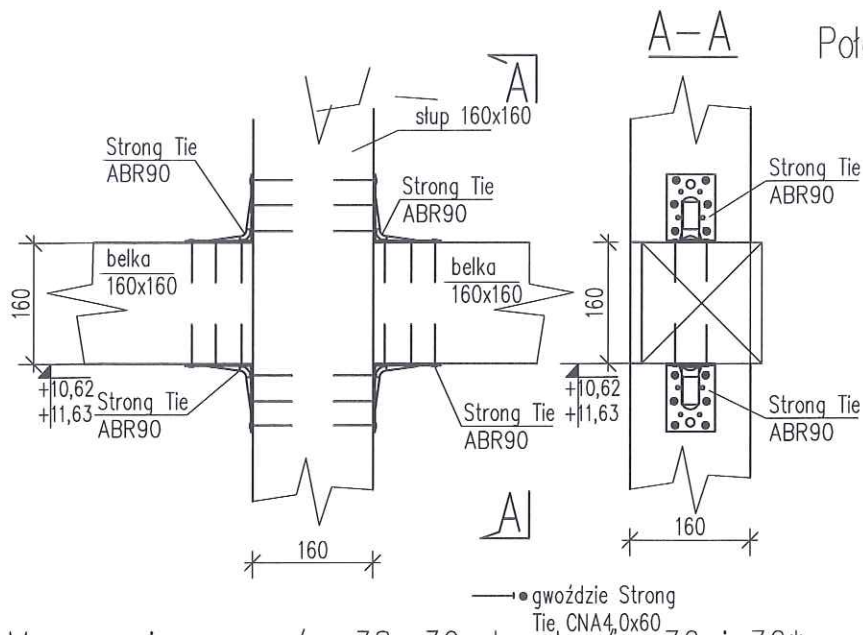 A-A
A
słup 160x160
Strong Tie
ABR90
Strong Tie
ABR90
Strong Tie
ABR90
belka
160x160
belka
160x160
160
160
+10,62
+11,63
Strong Tie
ABR90
Strong Tie
ABR90
+10,62
+11,63
Strong Tie
ABR90
A
160
160
gwoździe Strong
Tie, CNA4,0x60